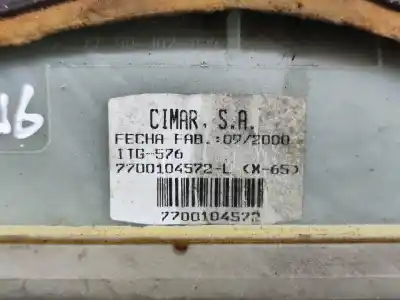 CIMAR, S.A.
FECHA FAB.:09/2000
ITG-576
7700104572-L (X-65)
7700104572